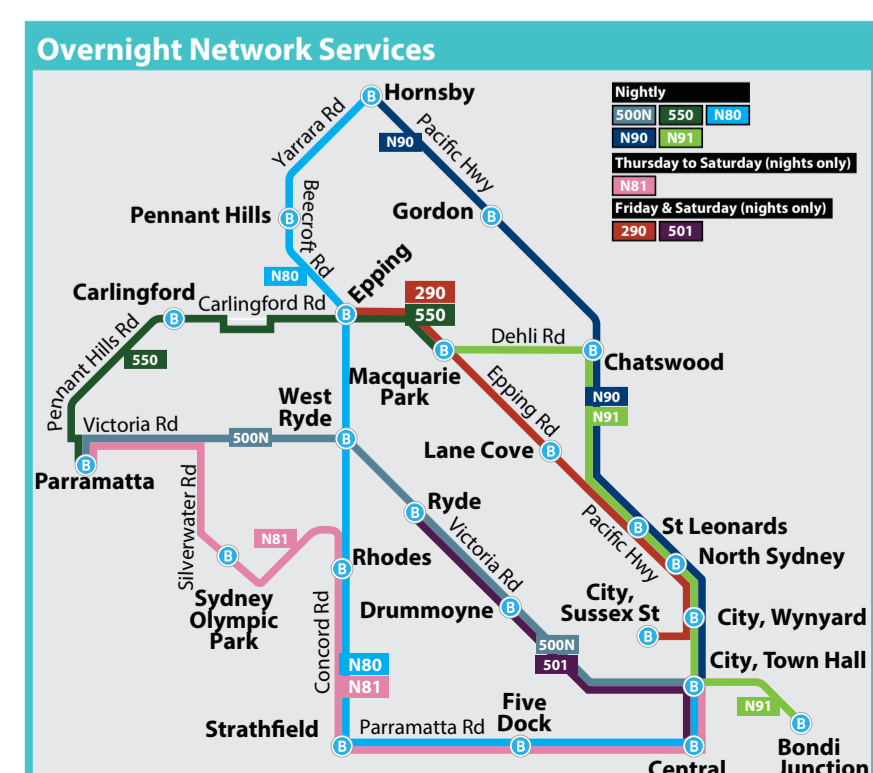 Overnight Network Services
Nightly
500N 550 N80
N90 N91
Thursday to Saturday (nights only)
N81
Friday & Saturday (nights only)
290 501
B Hornsby
Yarrara Rd
N90
Pacific Hwy
Pennant Hills B
Beecroft Rd
Gordon B
N80
Epping
B
Carlingford
B
Carlingford Rd
290
550
Pennant Hills Rd
550
Dehli Rd
B
B
Chatswood
Macquarie
Park
Epping Rd
N90
N91
West
Ryde
B
Victoria Rd
500N
B
Parramatta
Lane Cove B
Silverwater Rd
B
Ryde
Victoria Rd
Pacific Hwy
B
St Leonards
N81
B
Sydney
Olympic
Park
B
Rhodes
B
North Sydney
Concord Rd
Drummoyne B
City,
Sussex St
B
B
City, Wynyard
500N
501
N80
N81
City, Town Hall
B
N91
B
Bondi
Junction
Strathfield
B
Parramatta Rd
Five
Dock
B
B
Central